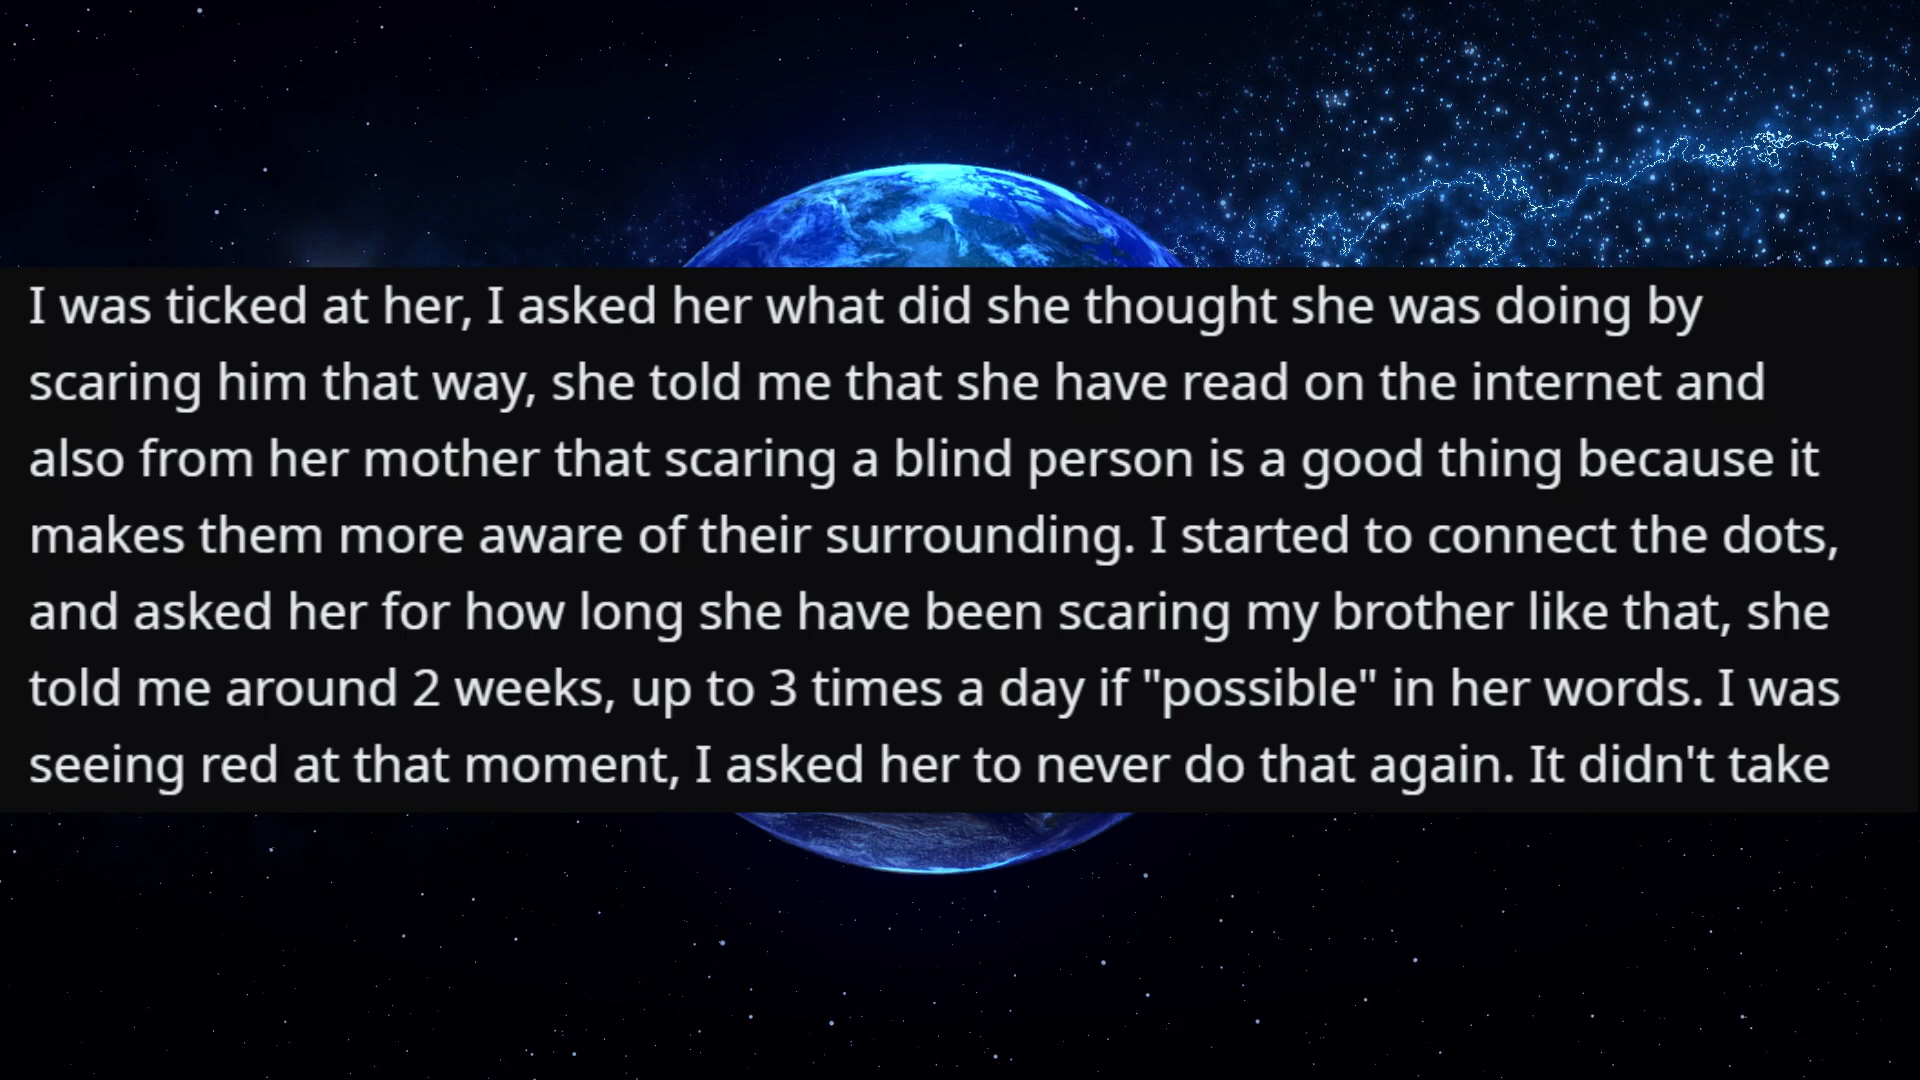 I was ticked at her, I asked her what did she thought she was doing by
scaring him that way, she told me that she have read on the internet and
also from her mother that scaring a blind person is a good thing because it
makes them more aware of their surrounding. I started to connect the dots,
and asked her for how long she have been scaring my brother like that, she
told me around 2 weeks, up to 3 times a day if "possible" in her words. I was
seeing red at that moment, I asked her to never do that again. It didn't take